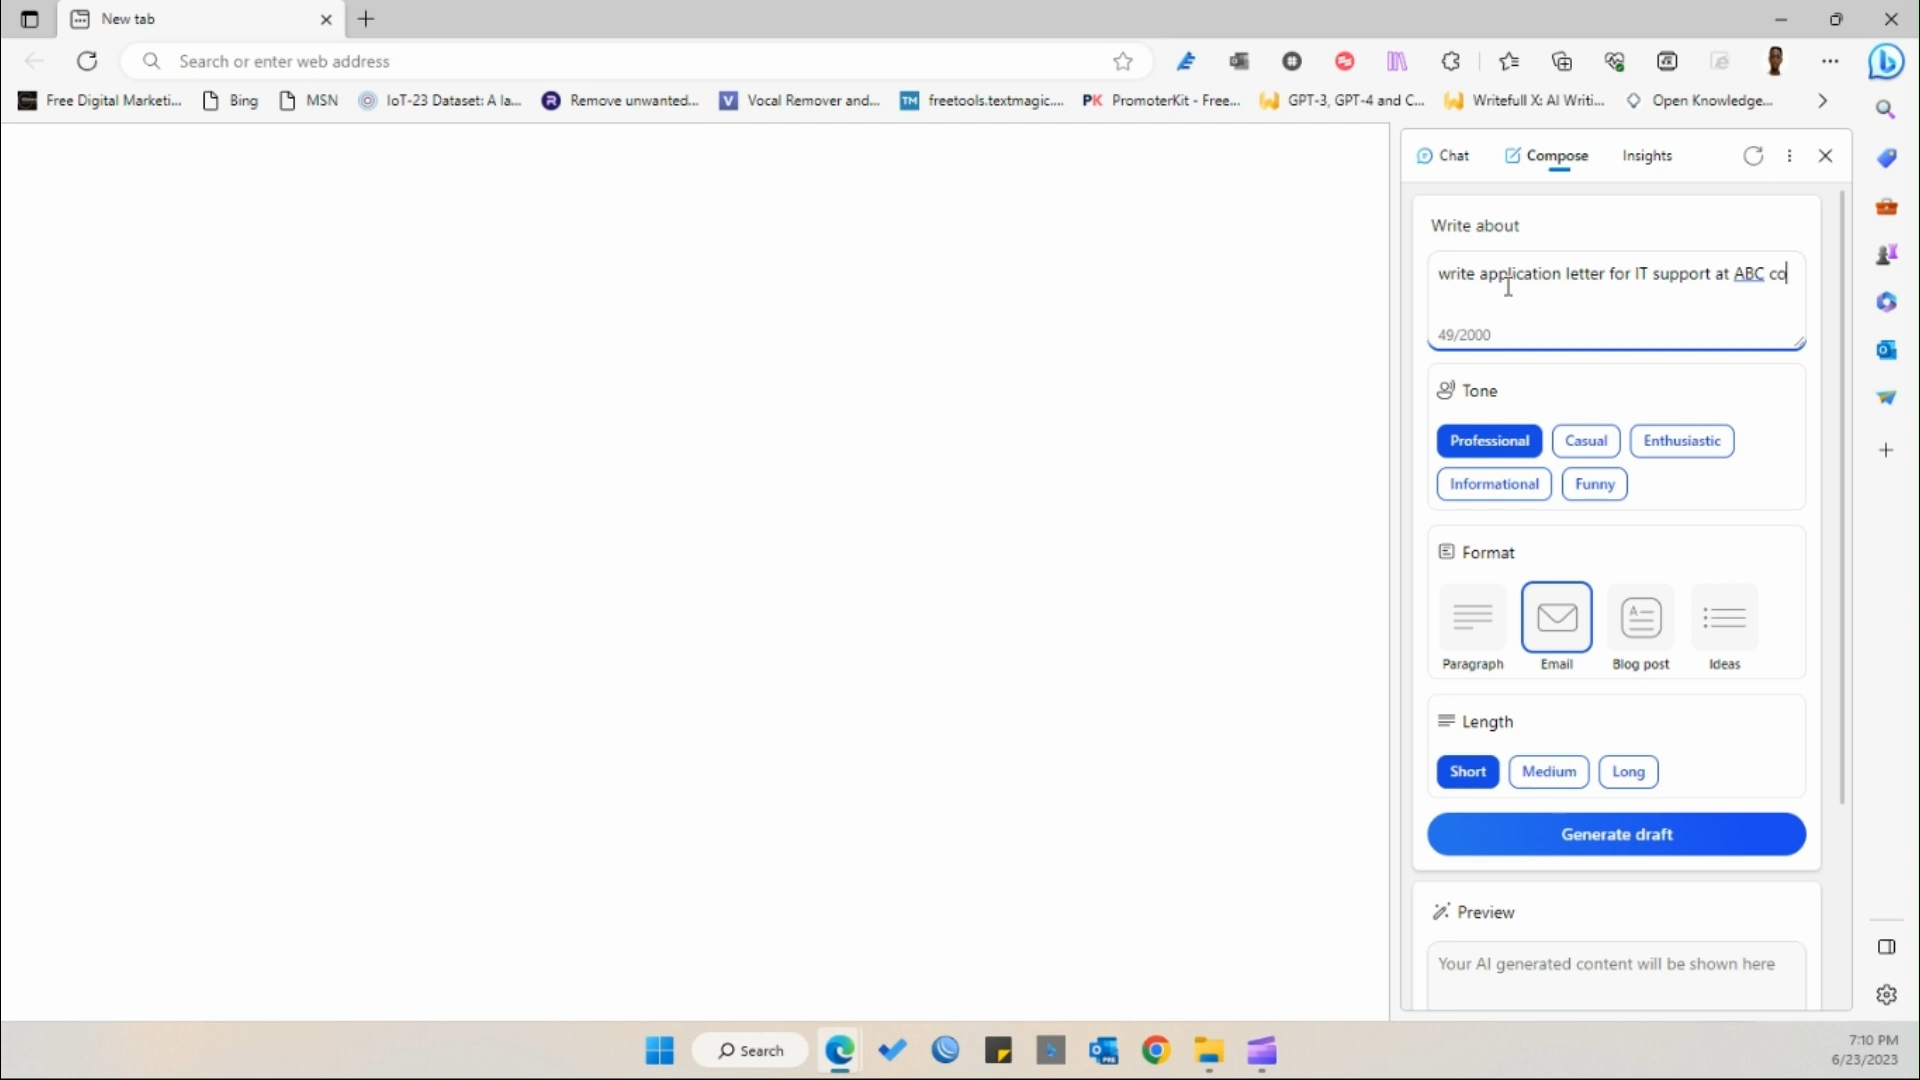 New tab
Search or enter web address
Free Digital Marketi...
Bing
MSN
IoT-23 Dataset: A la...
Remove unwanted...
Vocal Remover and...
TM
freetools.textmagic....
PK
PromoterKit - Free...
GPT-3, GPT-4 and C...
Writefull X: AI Writi...
Open Knowledge...
Chat
Compose
Insights
Write about
write application letter for IT support at ABC co
49/2000
Tone
Professional
Casual
Enthusiastic
Informational
Funny
Format
Paragraph
Email
Blog post
Ideas
Length
Short
Medium
Long
Generate draft
Preview
Your AI generated content will be shown here
Search
7:10 PM
6/23/2023